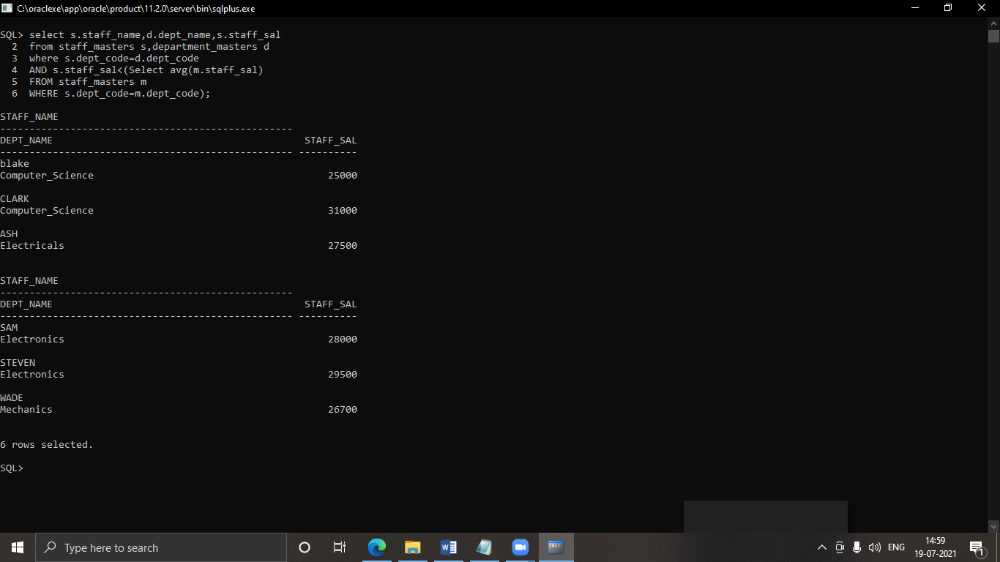 C:\oraclexe\app\oracle\product\11.2.0\server\bin\sqlplus.exe
SQL> select s.staff_name,d.dept_name,s.staff_sal
  2  from staff_masters s,department_masters d
  3  where s.dept_code=d.dept_code
  4  AND s.staff_sal<(Select avg(m.staff_sal)
  5  FROM staff_masters m
  6  WHERE s.dept_code=m.dept_code);
STAFF_NAME
--------------------------------------------------
DEPT_NAME                                           STAFF_SAL
-------------------------------------------------- ----------
blake
Computer_Science                                        25000
CLARK
Computer_Science                                        31000
ASH
Electricals                                             27500
STAFF_NAME
--------------------------------------------------
DEPT_NAME                                           STAFF_SAL
-------------------------------------------------- ----------
SAM
Electronics                                             28000
STEVEN
Electronics                                             29500
WADE
Mechanics                                               26700
6 rows selected.
SQL>
Type here to search
W
SQL>
ENG
14:59
19-07-2021
1